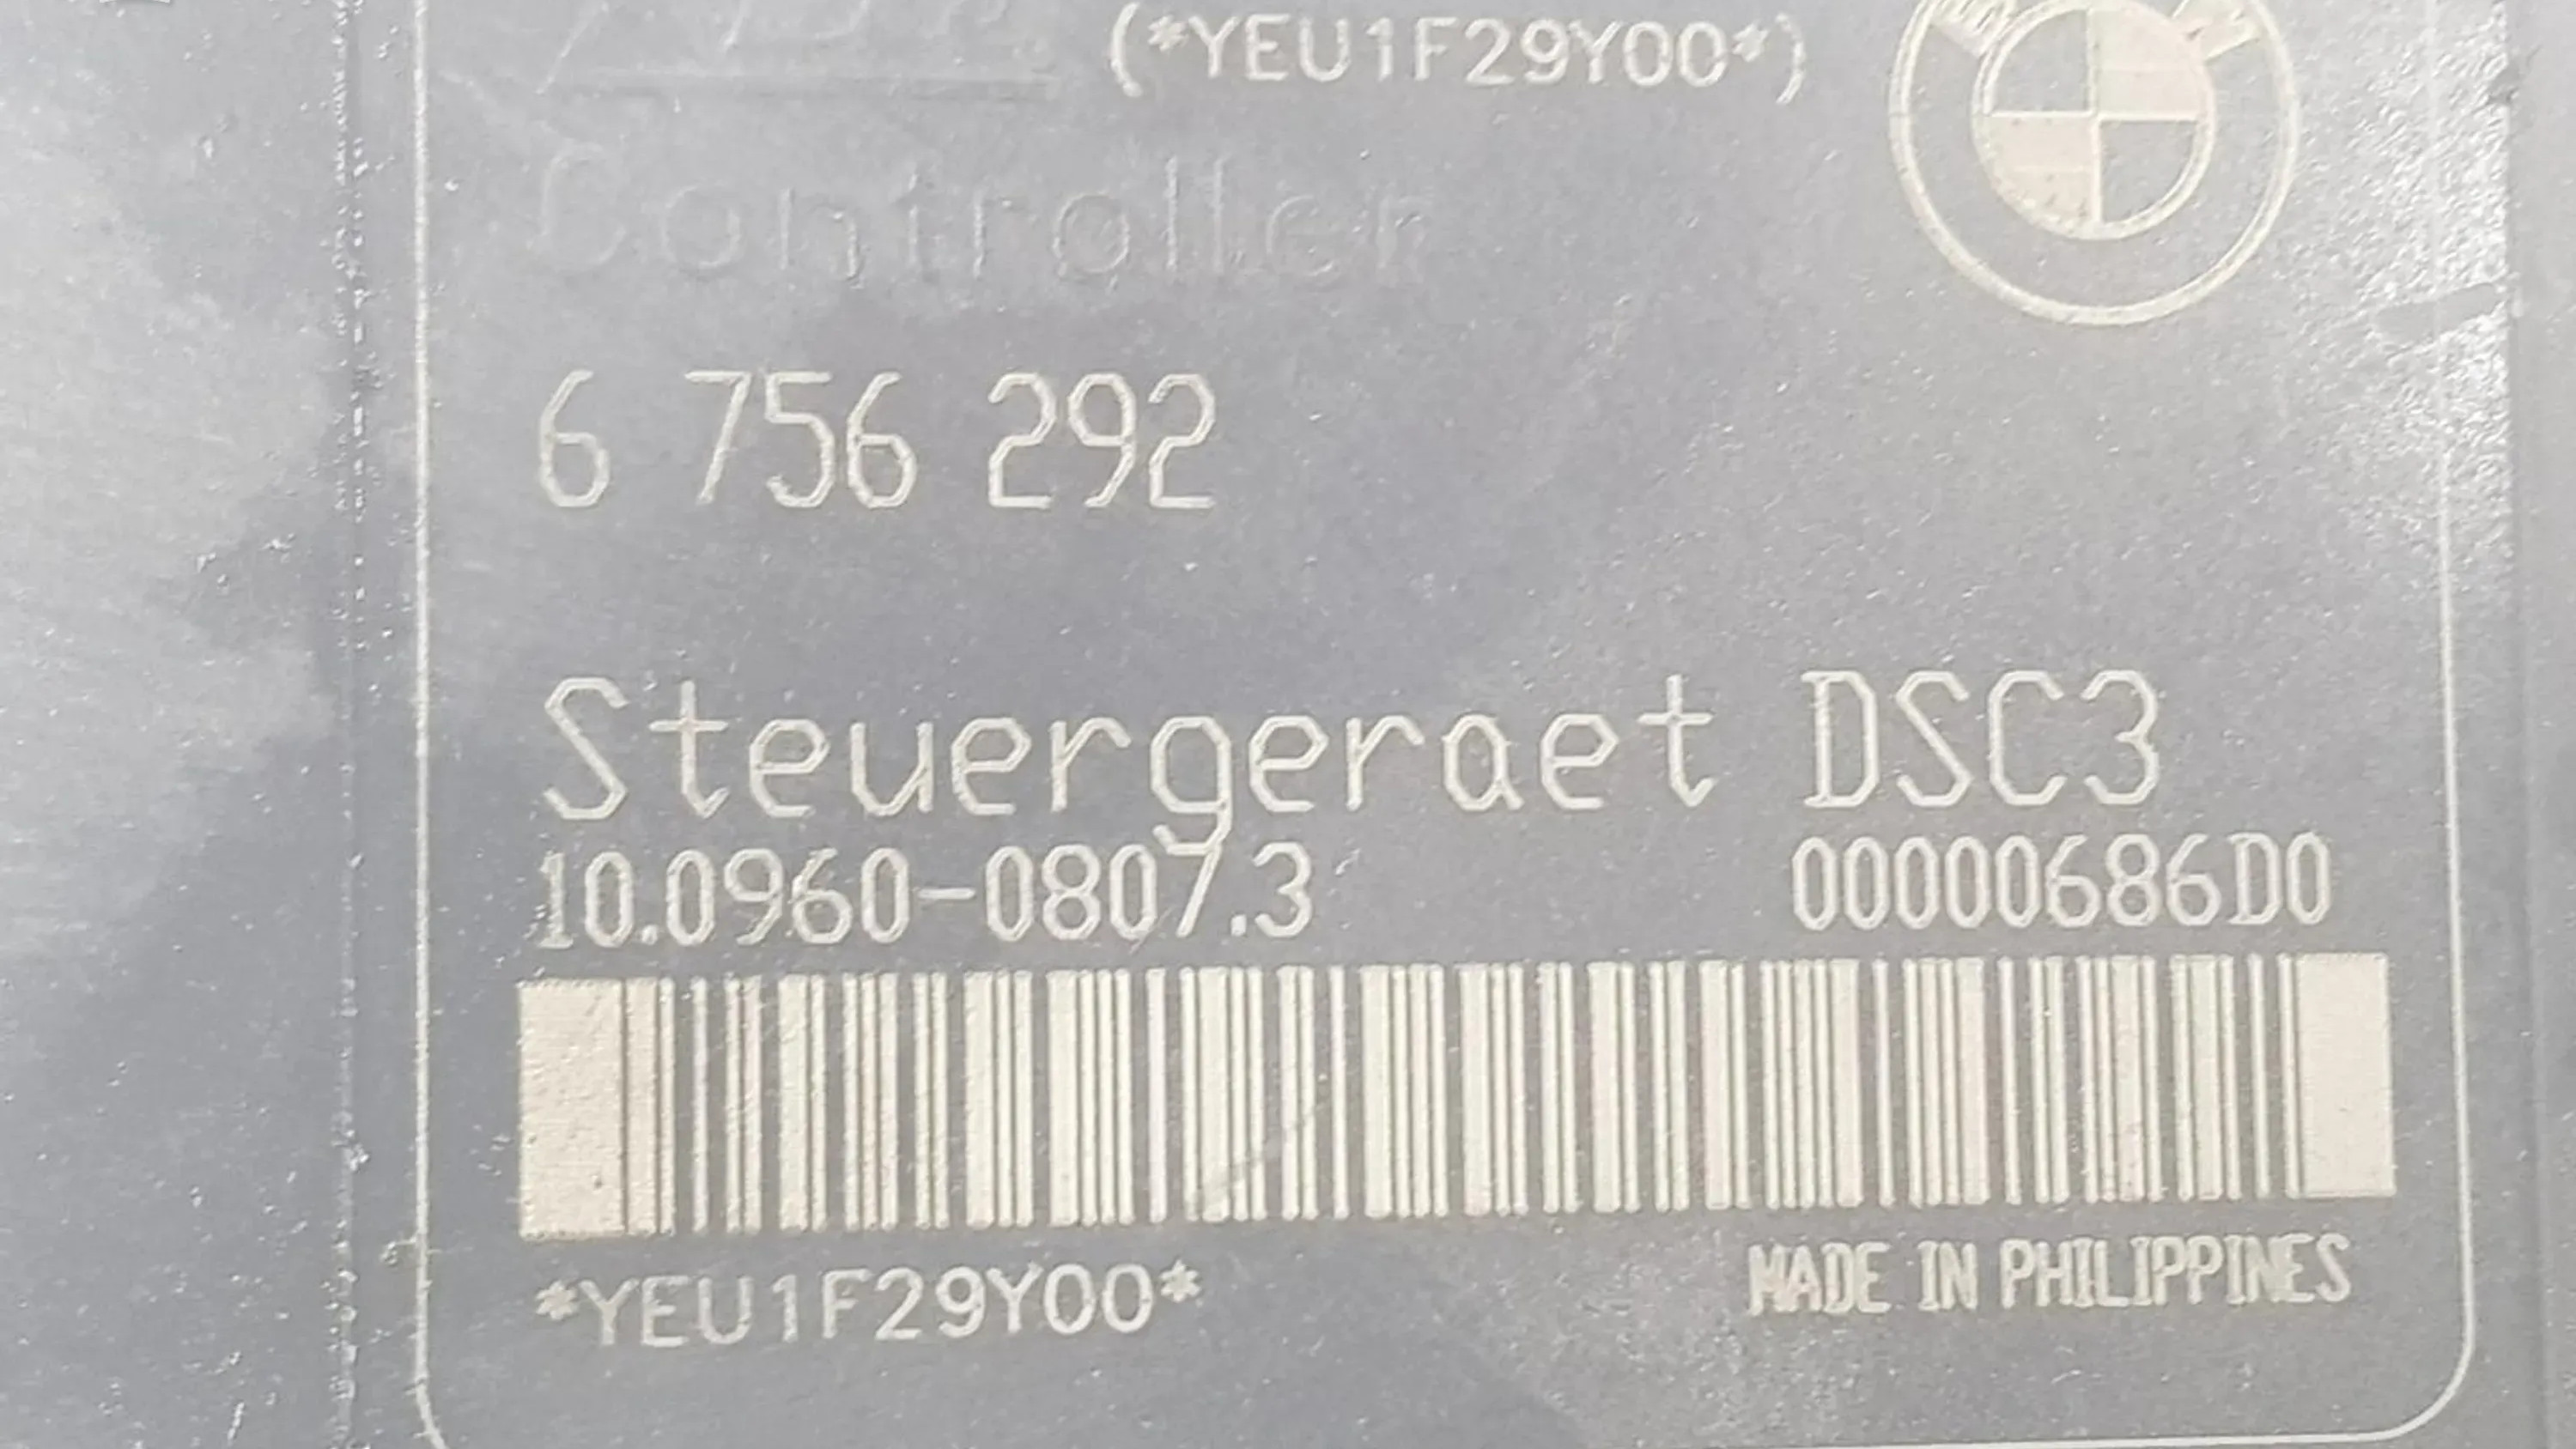 (*YEU1F29Y00*)
Controller
6 756 292
Steuergeraet DSC3
10.0960-0807.3 00000686D0
*YEU1F29Y00* MADE IN PHILIPPINES